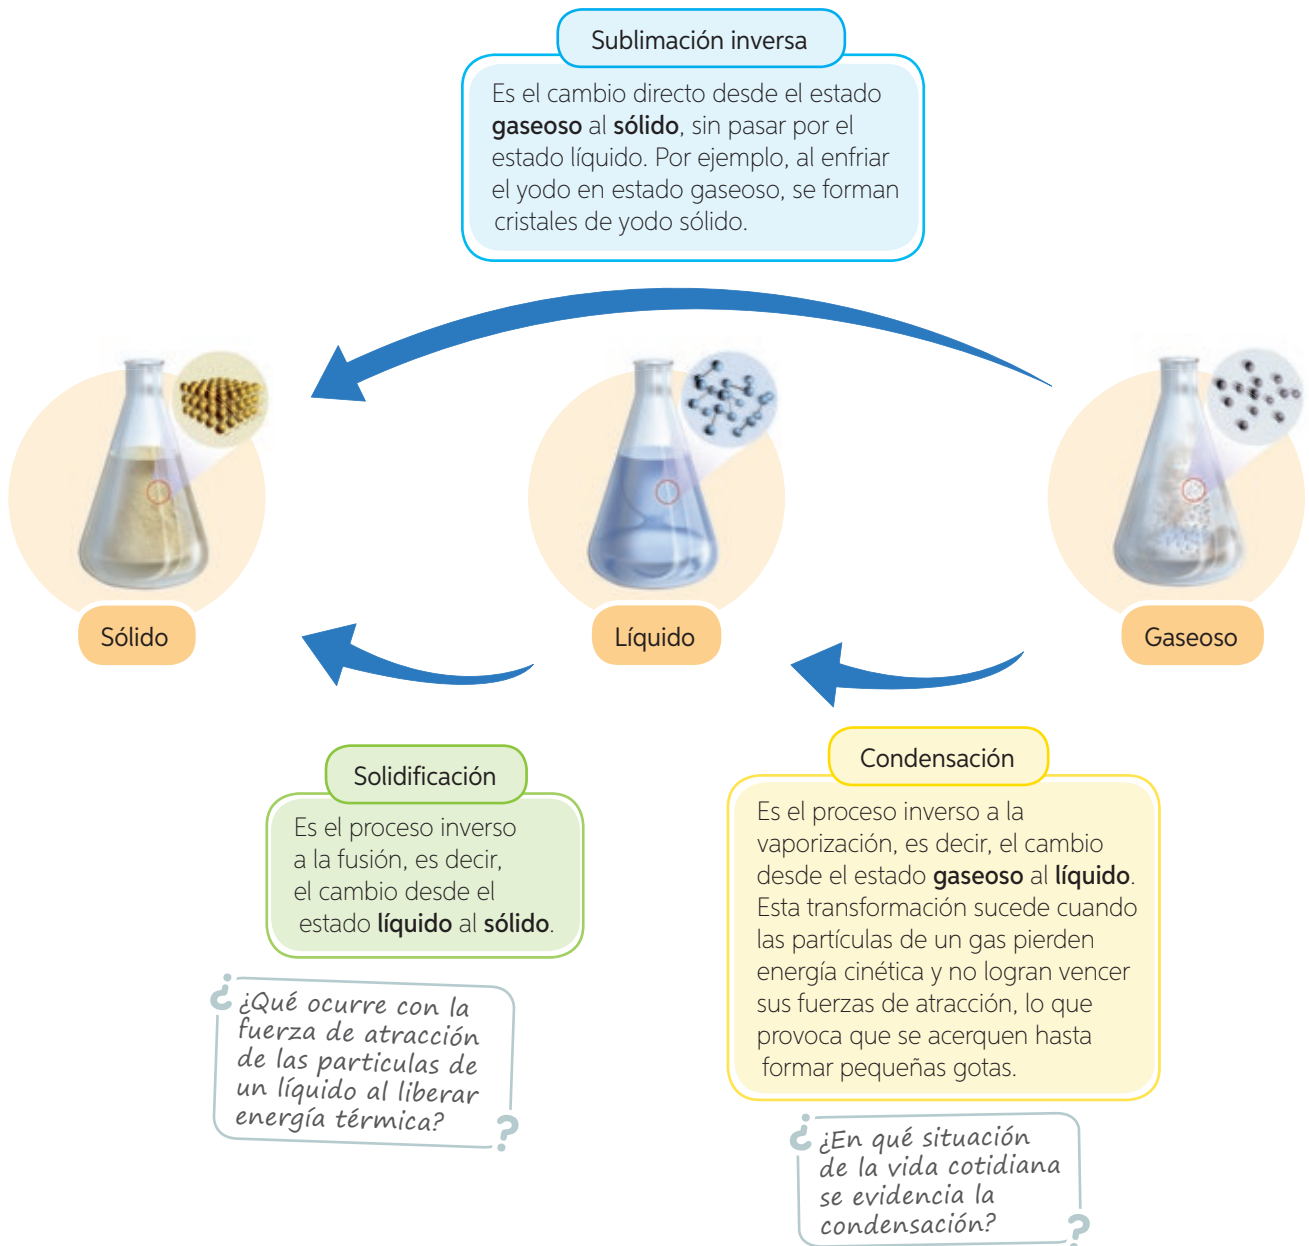 Sublimación inversa
Es el cambio directo desde el estado
gaseoso al sólido, sin pasar por el
estado líquido. Por ejemplo, al enfriar
el yodo en estado gaseoso, se forman
cristales de yodo sólido.
Sólido
Líquido
Gaseoso
Solidificación
Es el proceso inverso
a la fusión, es decir,
el cambio desde el
estado líquido al sólido.
¿
¿Qué ocurre con la
fuerza de atracción
de las particulas de
un líquido al liberar
energía térmica?
?
Condensación
Es el proceso inverso a la
vaporización, es decir, el cambio
desde el estado gaseoso al líquido.
Esta transformación sucede cuando
las partículas de un gas pierden
energía cinética y no logran vencer
sus fuerzas de atracción, lo que
provoca que se acerquen hasta
formar pequeñas gotas.
¿
¿En qué situación
de la vida cotidiana
se evidencia la
condensación?
?